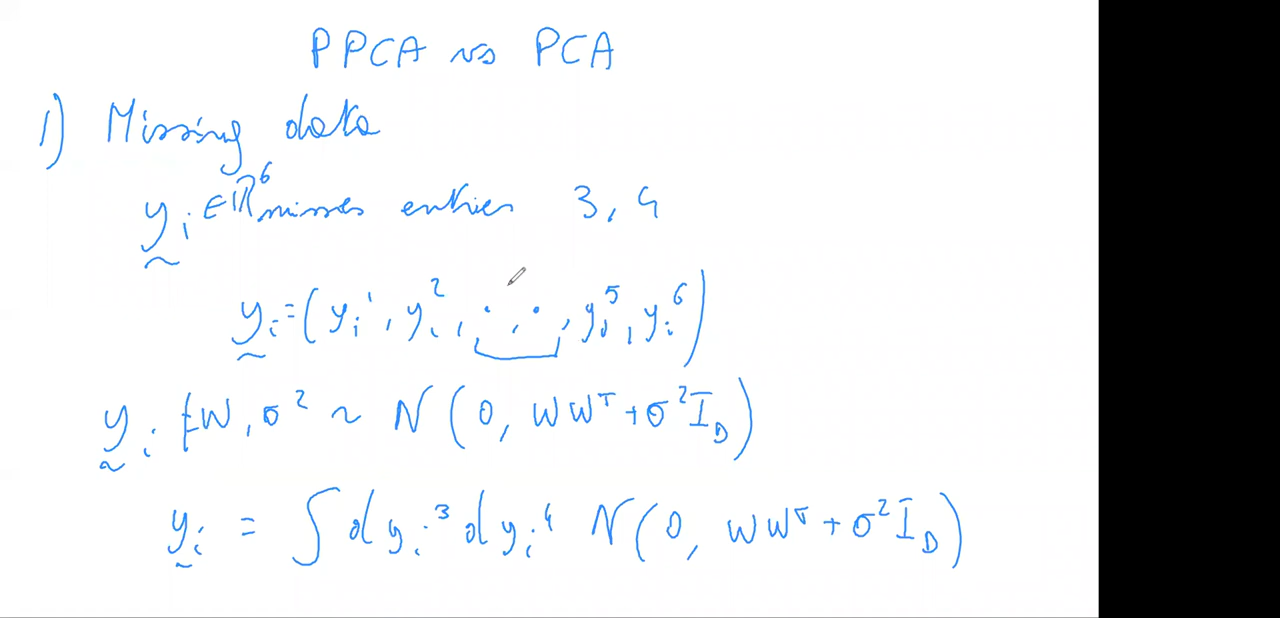 PPCA vs PCA
1) Missing data
y_i ∈ ℝ^6 misses entries 3, 4
y_i = (y_i^1, y_i^2, ·, ·, y_i^5, y_i^6)
y_i | W, σ^2 ~ N(0, WW^T + σ^2 I_D)
y_i = ∫ dy_i^3 dy_i^4 N(0, WW^T + σ^2 I_D)